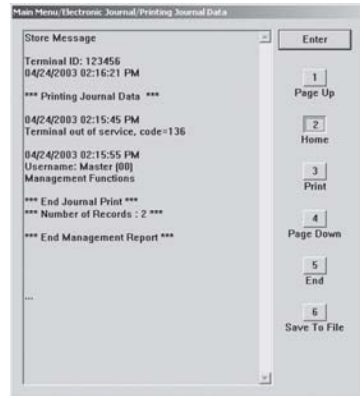 Main Menu/Electronic Journal/Printing Journal Data
Store Message
Terminal ID: 123456
04/24/2003 02:16:21 PM
*** Printing Journal Data ***
04/24/2003 02:15:45 PM
Terminal out of service, code=136
04/24/2003 02:15:55 PM
Username: Master (00)
Management Functions
*** End Journal Print ***
*** Number of Records : 2 ***
*** End Management Report ***
...
Enter
1
Page Up
2
Home
3
Print
4
Page Down
5
End
6
Save To File